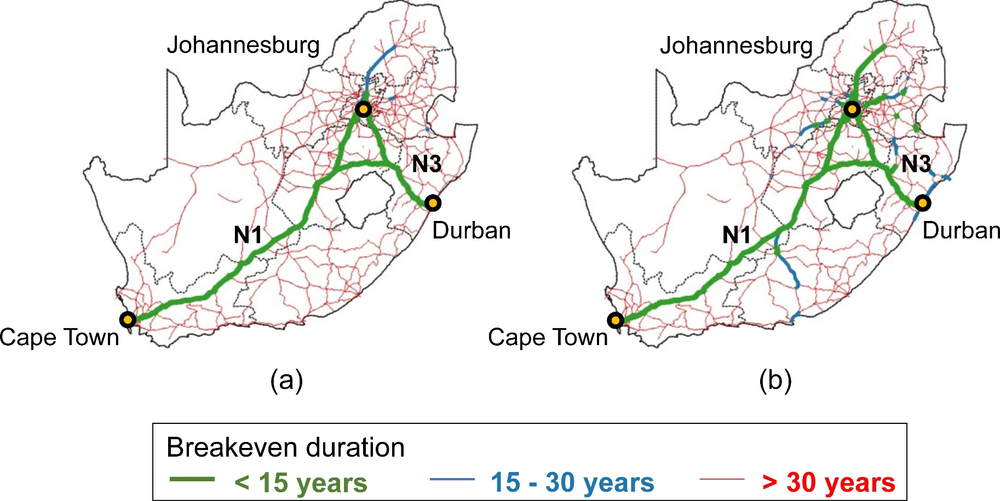 Johannesburg
N3
N1
Durban
Cape Town
(a)
Johannesburg
N3
N1
Durban
Cape Town
(b)
Breakeven duration
< 15 years
15 - 30 years
> 30 years